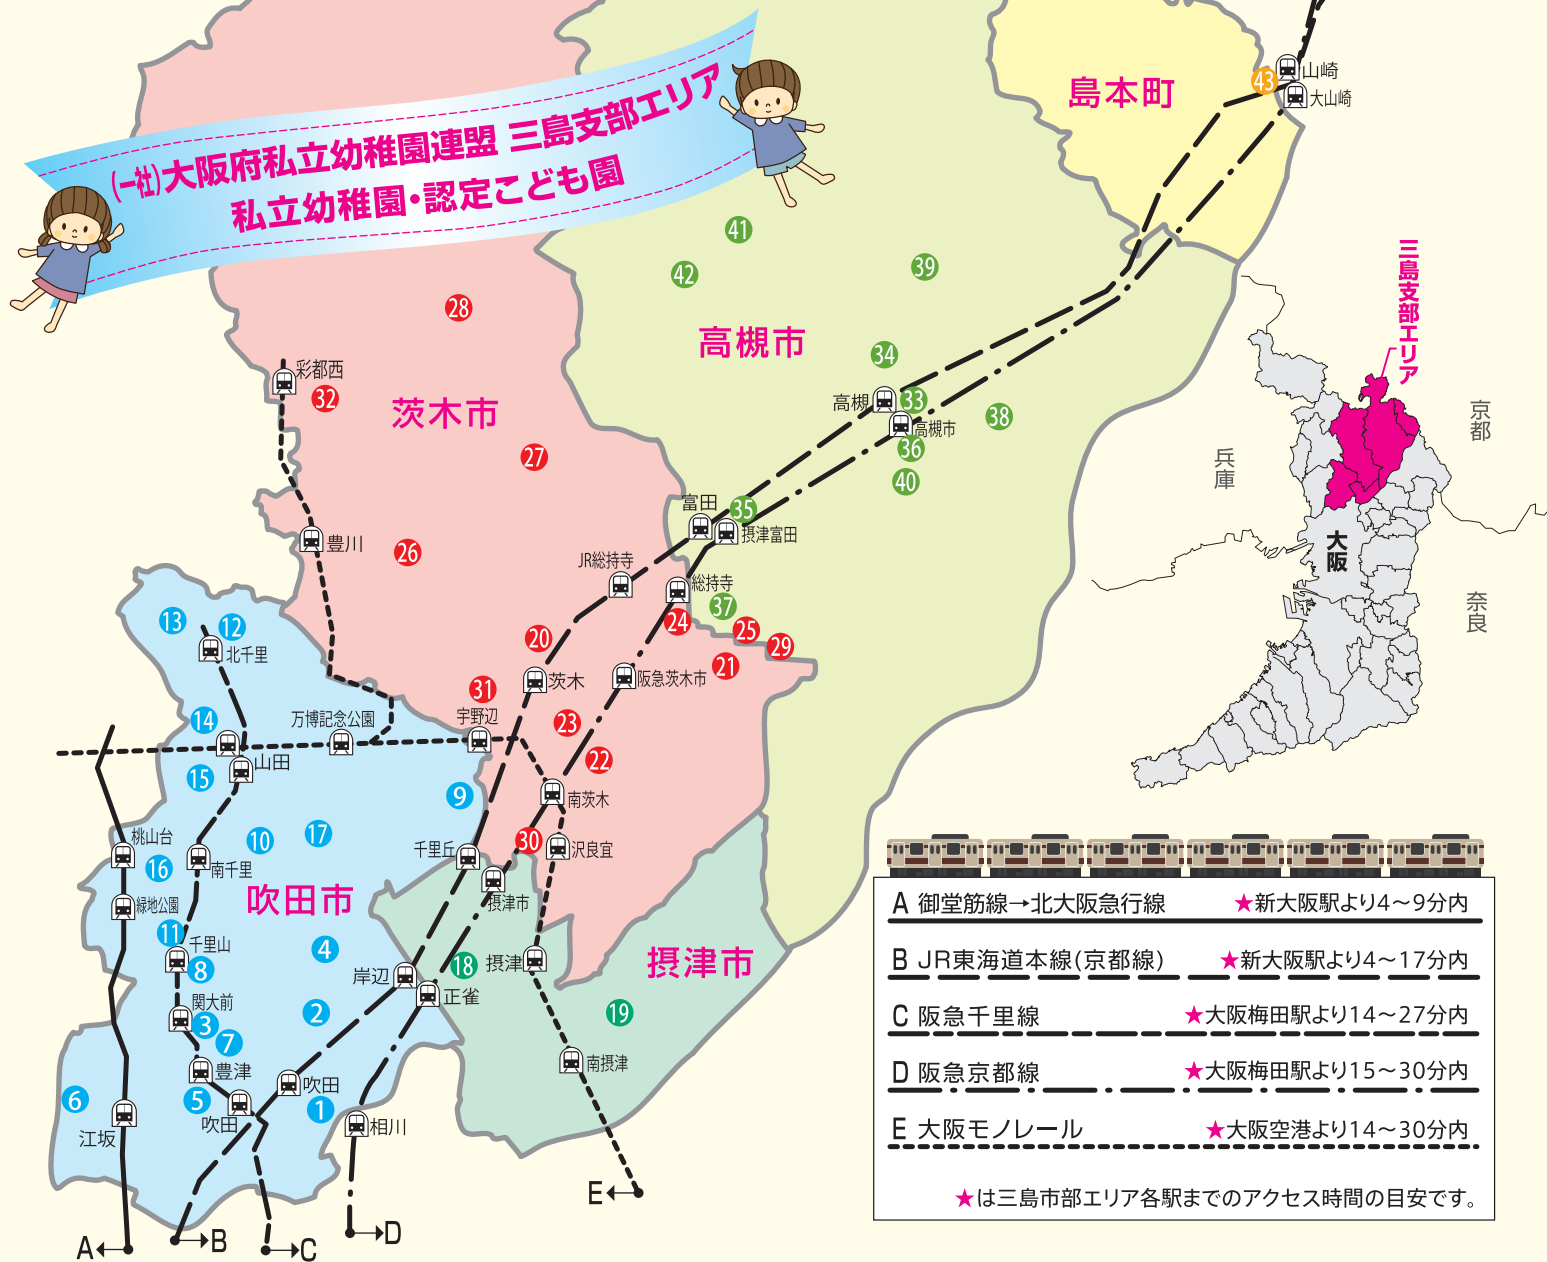 (一社)大阪府私立幼稚園連盟 三島支部エリア
私立幼稚園・認定こども園
島本町
43
山崎
大山崎
41
42
39
28
高槻市
34
彩都西
32
茨木市
高槻
33
38
高槻市
36
27
40
富田
35
摂津富田
豊川
26
JR総持寺
総持寺
37
24
25
13
12
20
29
北千里
21
茨木
阪急茨木市
31
14
万博記念公園
宇野辺
23
山田
22
15
9
南茨木
桃山台
10
17
30
千里丘
沢良宜
16
南千里
吹田市
摂津市
緑地公園
11
千里山
4
8
18
摂津
摂津市
岸辺
正雀
関大前
3
2
19
7
豊津
南摂津
吹田
6
5
1
吹田
江坂
相川
E
A
B
C
D
三島支部エリア
京都
兵庫
大阪
奈良
A 御堂筋線→北大阪急行線 ★新大阪駅より4～9分内
B JR東海道本線(京都線) ★新大阪駅より4～17分内
C 阪急千里線 ★大阪梅田駅より14～27分内
D 阪急京都線 ★大阪梅田駅より15～30分内
E 大阪モノレール ★大阪空港より14～30分内
★は三島市部エリア各駅までのアクセス時間の目安です。